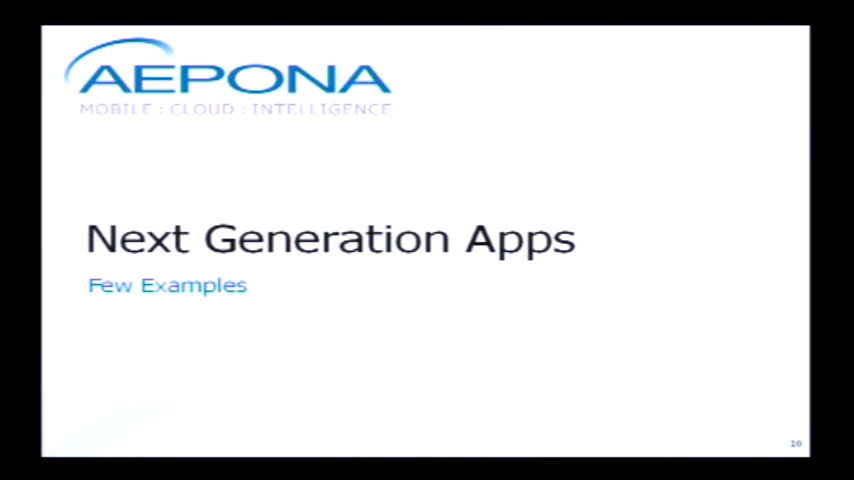 AEPONA
MOBILE : CLOUD : INTELLIGENCE
Next Generation Apps
Few Examples
10